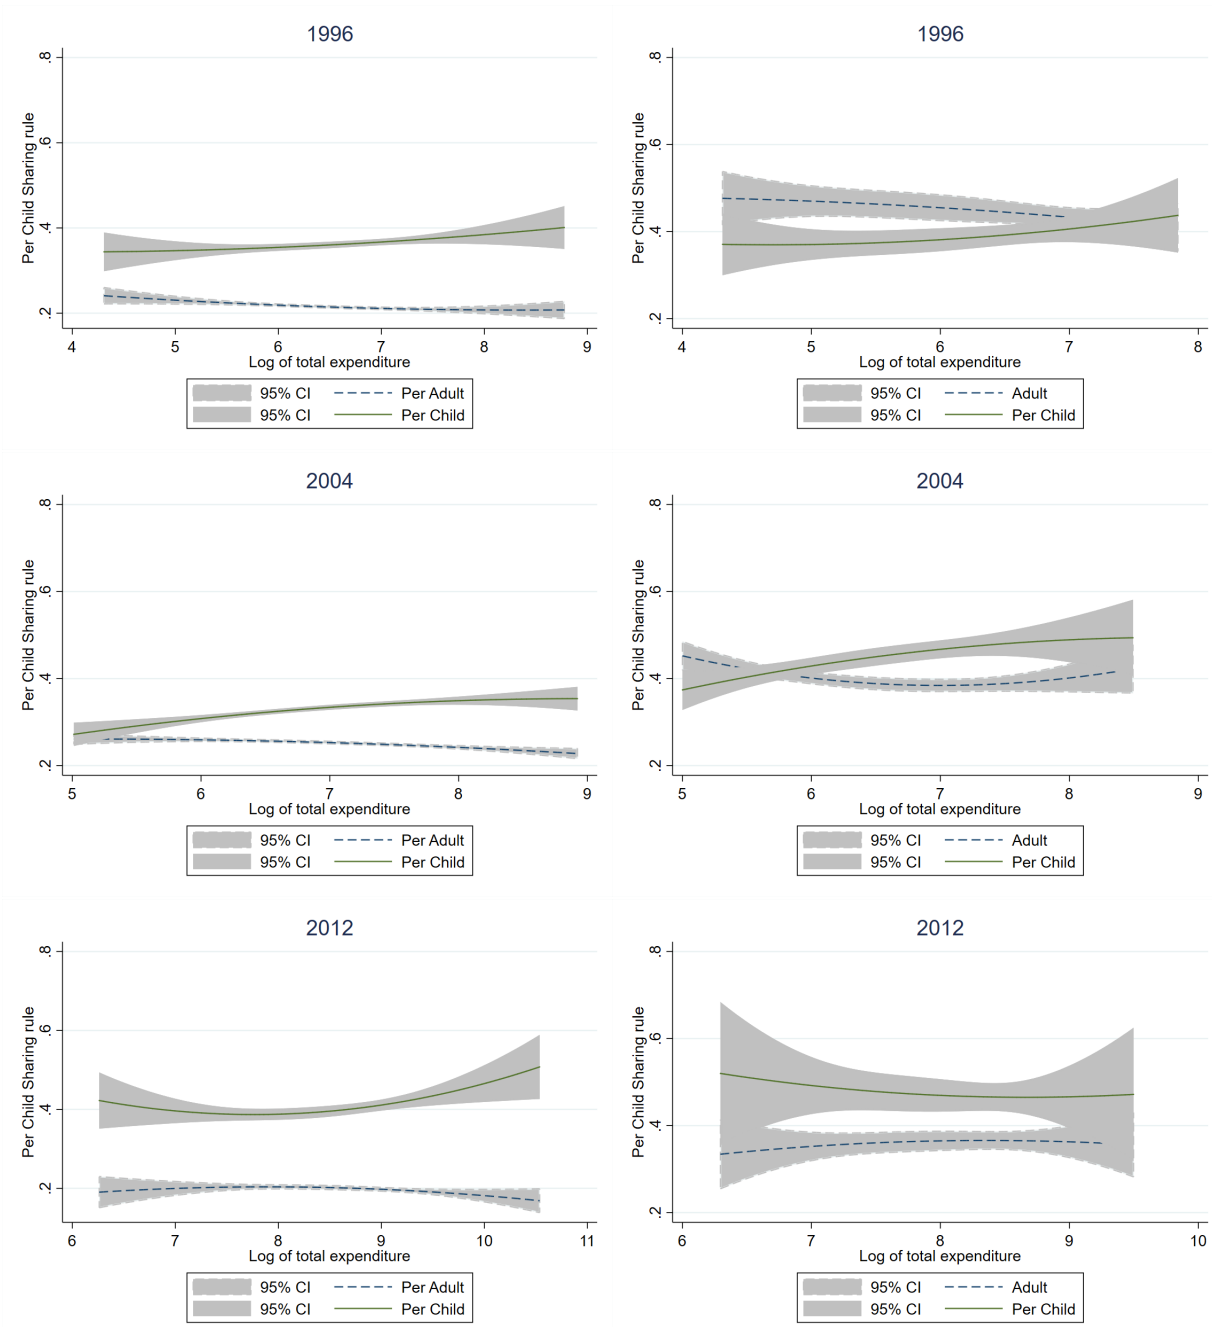 1996
Per Child Sharing rule
.8
.6
.4
.2
4 5 6 7 8 9
Log of total expenditure
95% CI Per Adult
95% CI Per Child
1996
Per Child Sharing rule
.8
.6
.4
.2
4 5 6 7 8
Log of total expenditure
95% CI Adult
95% CI Per Child
2004
Per Child Sharing rule
.8
.6
.4
.2
5 6 7 8 9
Log of total expenditure
95% CI Per Adult
95% CI Per Child
2004
Per Child Sharing rule
.8
.6
.4
.2
5 6 7 8 9
Log of total expenditure
95% CI Adult
95% CI Per Child
2012
Per Child Sharing rule
.8
.6
.4
.2
6 7 8 9 10 11
Log of total expenditure
95% CI Per Adult
95% CI Per Child
2012
Per Child Sharing rule
.8
.6
.4
.2
6 7 8 9 10
Log of total expenditure
95% CI Adult
95% CI Per Child